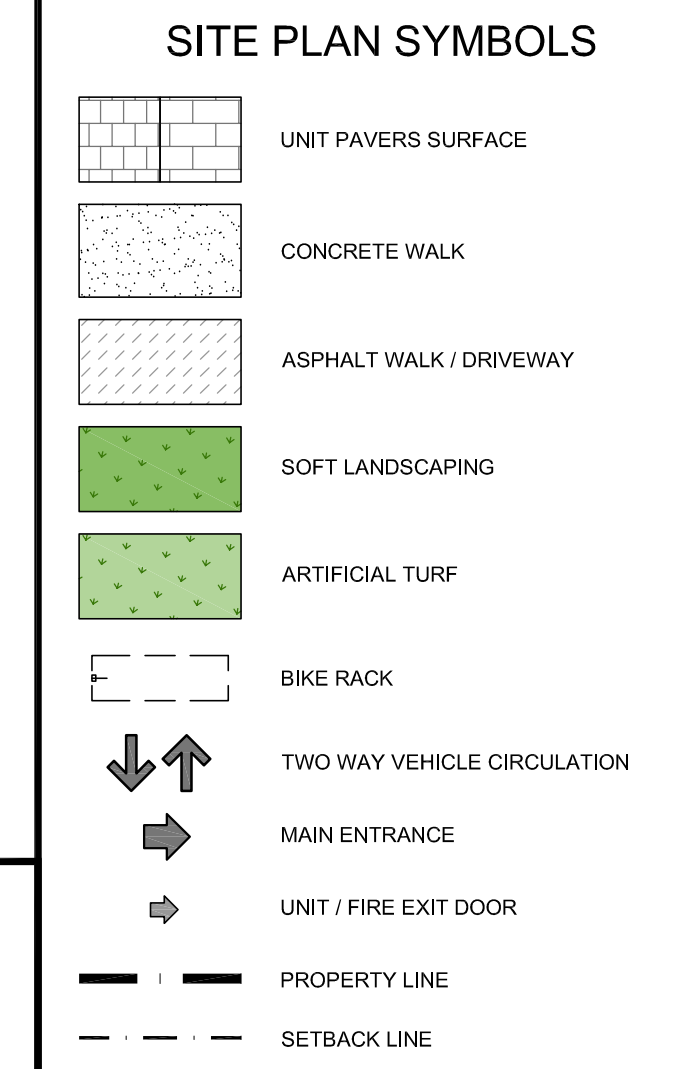 SITE PLAN SYMBOLS
UNIT PAVERS SURFACE
CONCRETE WALK
ASPHALT WALK / DRIVEWAY
SOFT LANDSCAPING
ARTIFICIAL TURF
BIKE RACK
TWO WAY VEHICLE CIRCULATION
MAIN ENTRANCE
UNIT / FIRE EXIT DOOR
PROPERTY LINE
SETBACK LINE